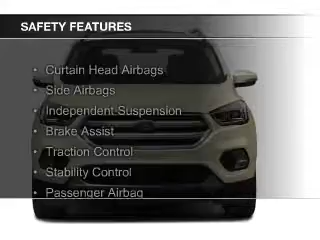 SAFETY FEATURES
• Curtain Head Airbags
• Side Airbags
• Independent Suspension
• Brake Assist
• Traction Control
• Stability Control
• Passenger Airbag